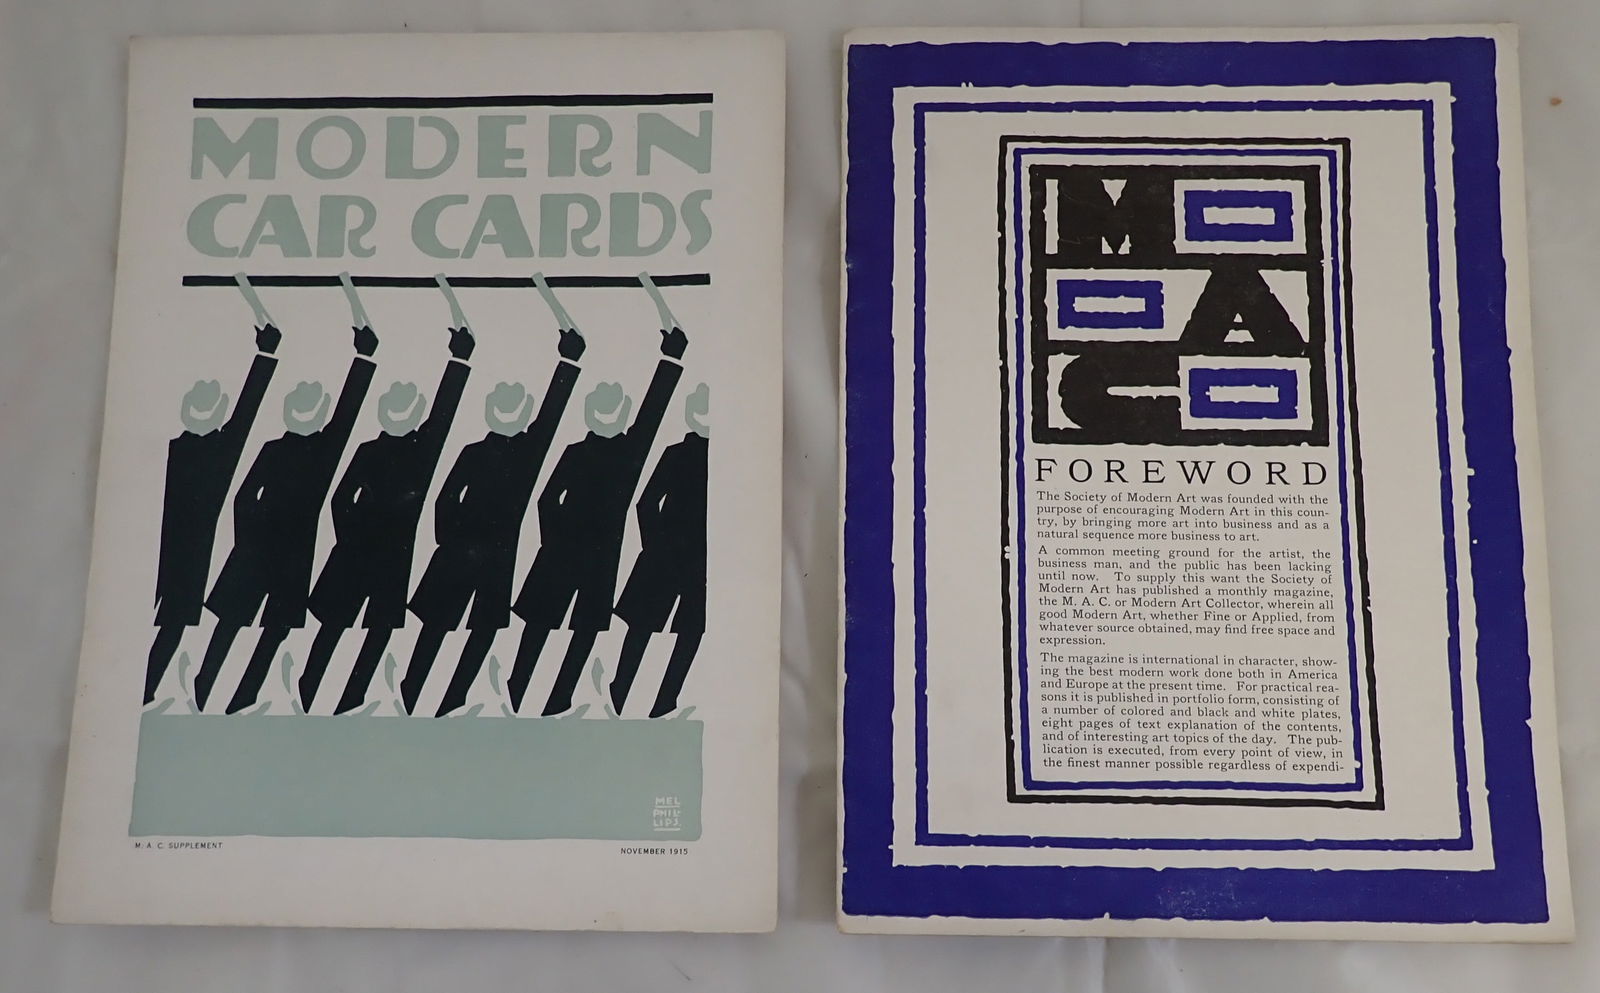 MODERN
CAR CARDS
MEL
PHIL-
LIPS.
M. A. C. SUPPLEMENT
NOVEMBER 1915
M
A
C
FOREWORD
The Society of Modern Art was founded with the
purpose of encouraging Modern Art in this coun-
try, by bringing more art into business and as a
natural sequence more business to art.
A common meeting ground for the artist, the
business man, and the public has been lacking
until now. To supply this want the Society of
Modern Art has published a monthly magazine,
the M. A. C. or Modern Art Collector, wherein all
good Modern Art, whether Fine or Applied, from
whatever source obtained, may find free space and
expression.
The magazine is international in character, show-
ing the best modern work done both in America
and Europe at the present time. For practical rea-
sons it is published in portfolio form, consisting of
a number of colored and black and white plates,
eight pages of text explanation of the contents,
and of interesting art topics of the day. The pub-
lication is executed, from every point of view, in
the finest manner possible regardless of expendi-